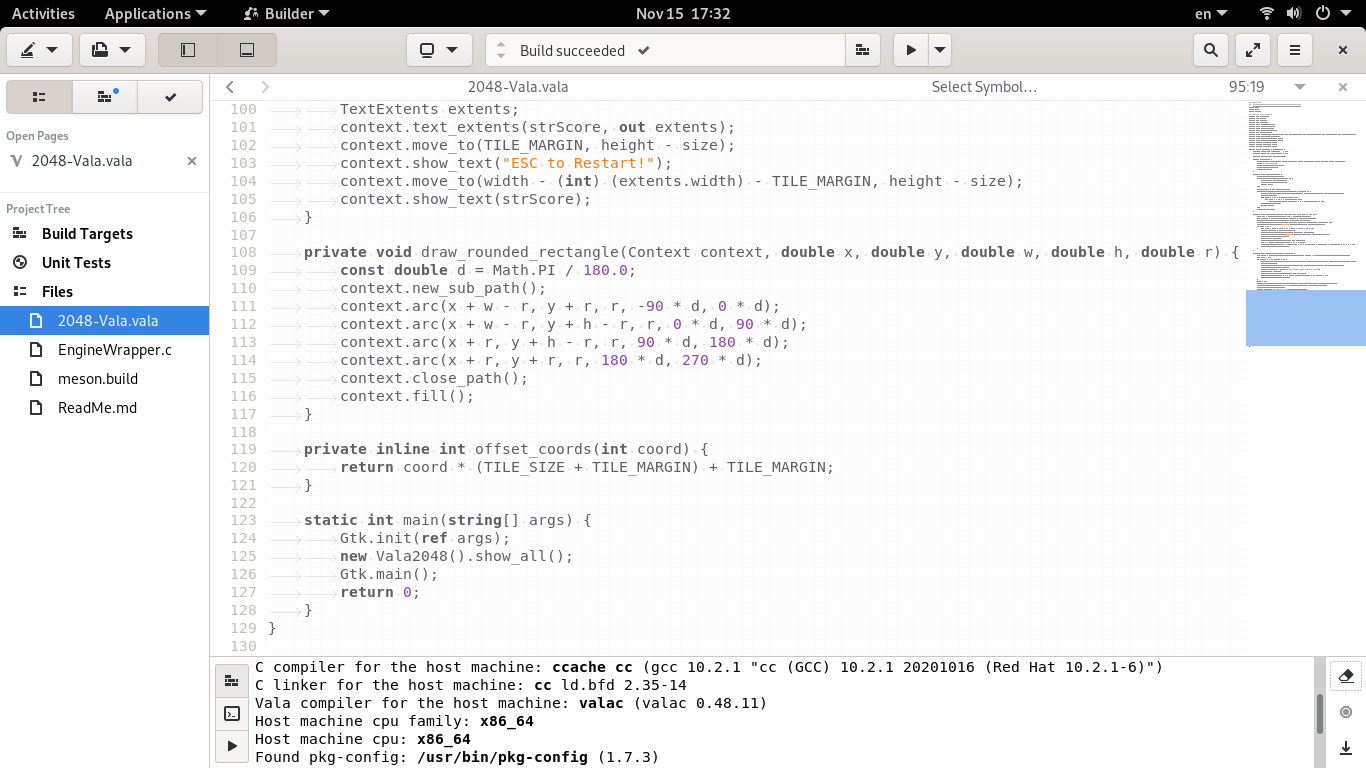 Activities Applications Builder Nov 15 17:32 en
Build succeeded
2048-Vala.vala Select Symbol… 95:19
Open Pages
2048-Vala.vala
Project Tree
Build Targets
Unit Tests
Files
2048-Vala.vala
EngineWrapper.c
meson.build
ReadMe.md
100 TextExtents extents;
101 context.text_extents(strScore, out extents);
102 context.move_to(TILE_MARGIN, height - size);
103 context.show_text("ESC to Restart!");
104 context.move_to(width - (int) (extents.width) - TILE_MARGIN, height - size);
105 context.show_text(strScore);
106 }
107
108 private void draw_rounded_rectangle(Context context, double x, double y, double w, double h, double r) {
109 const double d = Math.PI / 180.0;
110 context.new_sub_path();
111 context.arc(x + w - r, y + r, r, -90 * d, 0 * d);
112 context.arc(x + w - r, y + h - r, r, 0 * d, 90 * d);
113 context.arc(x + r, y + h - r, r, 90 * d, 180 * d);
114 context.arc(x + r, y + r, r, 180 * d, 270 * d);
115 context.close_path();
116 context.fill();
117 }
118
119 private inline int offset_coords(int coord) {
120 return coord * (TILE_SIZE + TILE_MARGIN) + TILE_MARGIN;
121 }
122
123 static int main(string[] args) {
124 Gtk.init(ref args);
125 new Vala2048().show_all();
126 Gtk.main();
127 return 0;
128 }
129 }
130
C compiler for the host machine: ccache cc (gcc 10.2.1 "cc (GCC) 10.2.1 20201016 (Red Hat 10.2.1-6)")
C linker for the host machine: cc ld.bfd 2.35-14
Vala compiler for the host machine: valac (valac 0.48.11)
Host machine cpu family: x86_64
Host machine cpu: x86_64
Found pkg-config: /usr/bin/pkg-config (1.7.3)